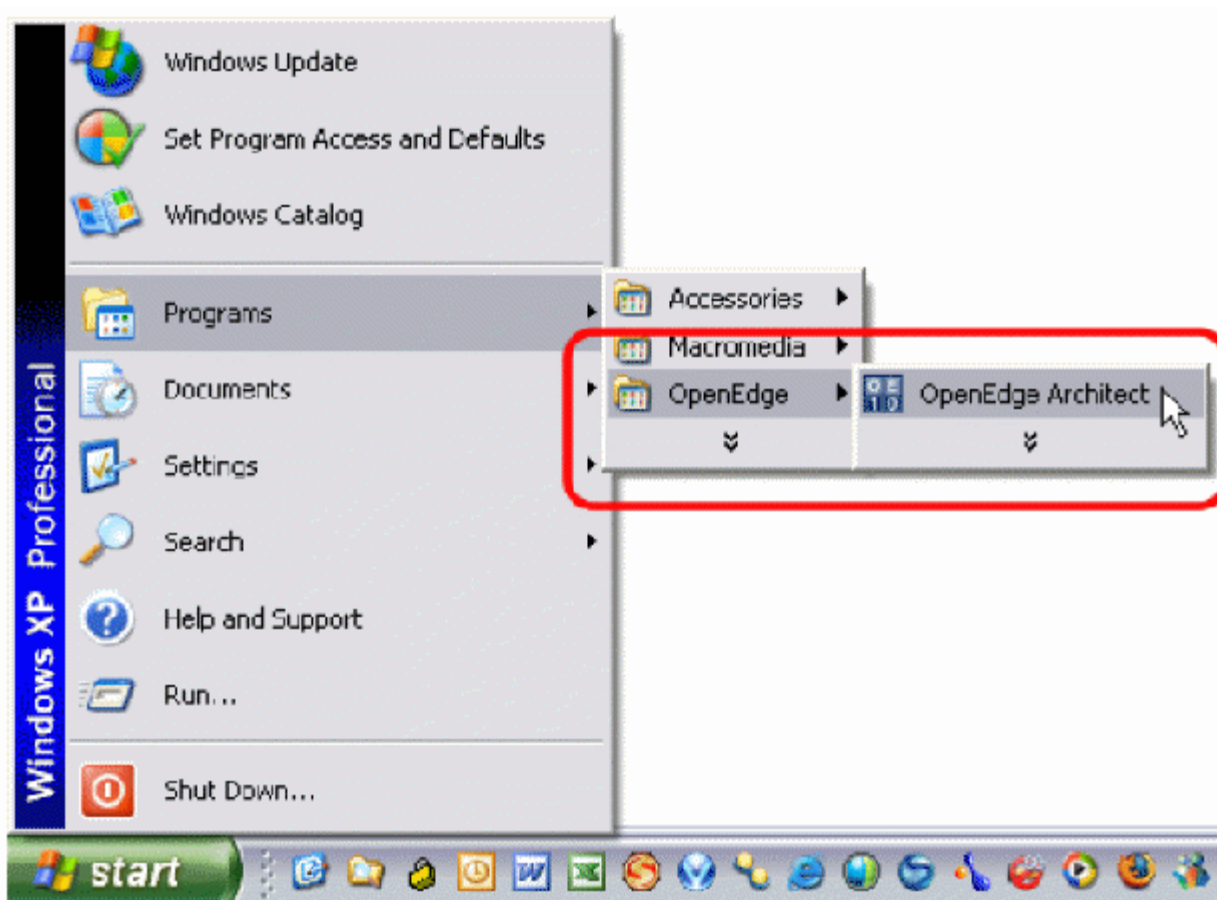 Windows Update
Set Program Access and Defaults
Windows Catalog
Programs
Documents
Settings
Search
Help and Support
Run...
Shut Down...
Windows XP Professional
Accessories
Macromedia
OpenEdge
OpenEdge Architect
start